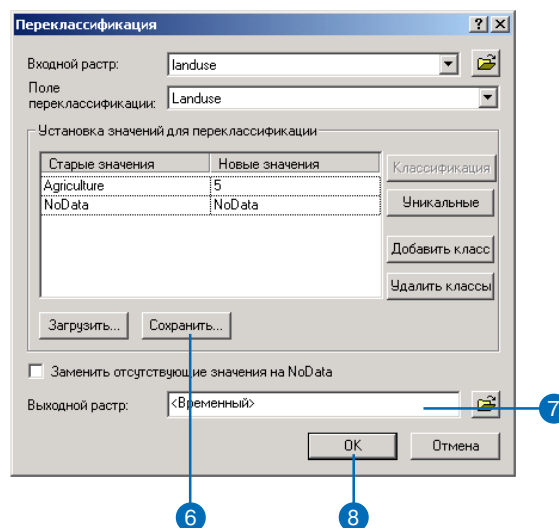 Переклассификация
Входной растр: landuse
Поле
переклассификации: Landuse
Установка значений для переклассификации
Старые значения Новые значения
Agriculture 5
NoData NoData
Классификация
Уникальные
Добавить класс
Удалить классы
Загрузить... Сохранить...
Заменить отсутствующие значения на NoData
Выходной растр: <Временный>
7
OK Отмена
6 8